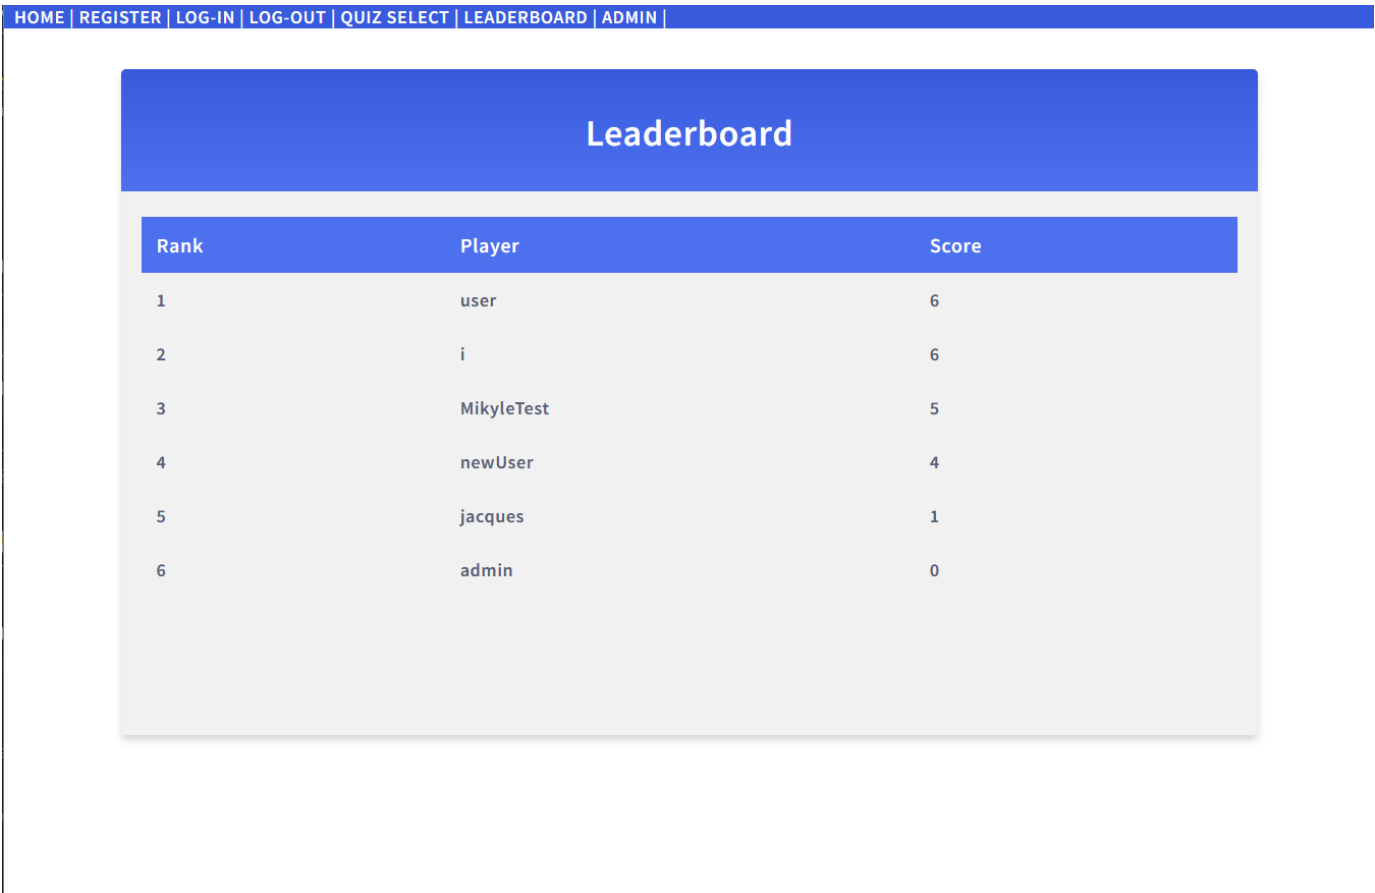 HOME | REGISTER | LOG-IN | LOG-OUT | QUIZ SELECT | LEADERBOARD | ADMIN |
Leaderboard
Rank Player Score
1 user 6
2 i 6
3 MikyleTest 5
4 newUser 4
5 jacques 1
6 admin 0